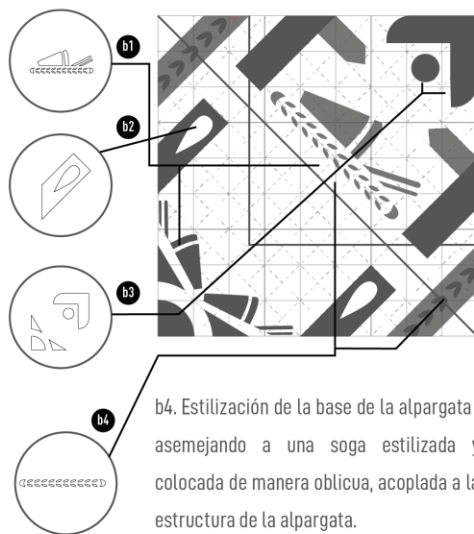 b1
b2
b3
b4
b4. Estilización de la base de la alpargata
asemejando a una soga estilizada y
colocada de manera oblicua, acoplada a la
estructura de la alpargata.